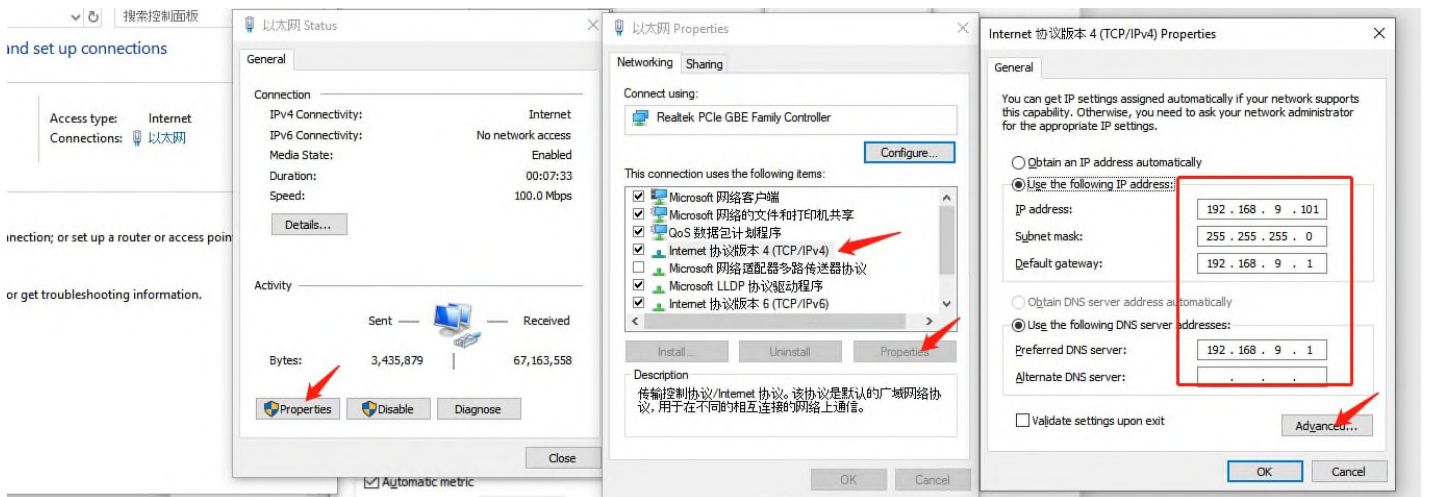 搜索控制面板
and set up connections
Access type: Internet
Connections: 以太网
nnection; or set up a router or access poin
or get troubleshooting information.
以太网 Status
General
Connection
IPv4 Connectivity: Internet
IPv6 Connectivity: No network access
Media State: Enabled
Duration: 00:07:33
Speed: 100.0 Mbps
Details...
Activity
Sent — — Received
Bytes: 3,435,879 67,163,558
Properties Disable Diagnose
Close
Automatic metric
以太网 Properties
Networking Sharing
Connect using:
Realtek PCIe GBE Family Controller
Configure...
This connection uses the following items:
Microsoft 网络客户端
Microsoft 网络的文件和打印机共享
QoS 数据包计划程序
Internet 协议版本 4 (TCP/IPv4)
Microsoft 网络适配器多路传送器协议
Microsoft LLDP 协议驱动程序
Internet 协议版本 6 (TCP/IPv6)
Install... Uninstall Properties
Description
传输控制协议/Internet 协议。该协议是默认的广域网络协
议，用于在不同的相互连接的网络上通信。
OK Cancel
Internet 协议版本 4 (TCP/IPv4) Properties
General
You can get IP settings assigned automatically if your network supports
this capability. Otherwise, you need to ask your network administrator
for the appropriate IP settings.
Obtain an IP address automatically
Use the following IP address:
IP address: 192 . 168 . 9 . 101
Subnet mask: 255 . 255 . 255 . 0
Default gateway: 192 . 168 . 9 . 1
Obtain DNS server address automatically
Use the following DNS server addresses:
Preferred DNS server: 192 . 168 . 9 . 1
Alternate DNS server: . . .
Validate settings upon exit
Advanced...
OK Cancel